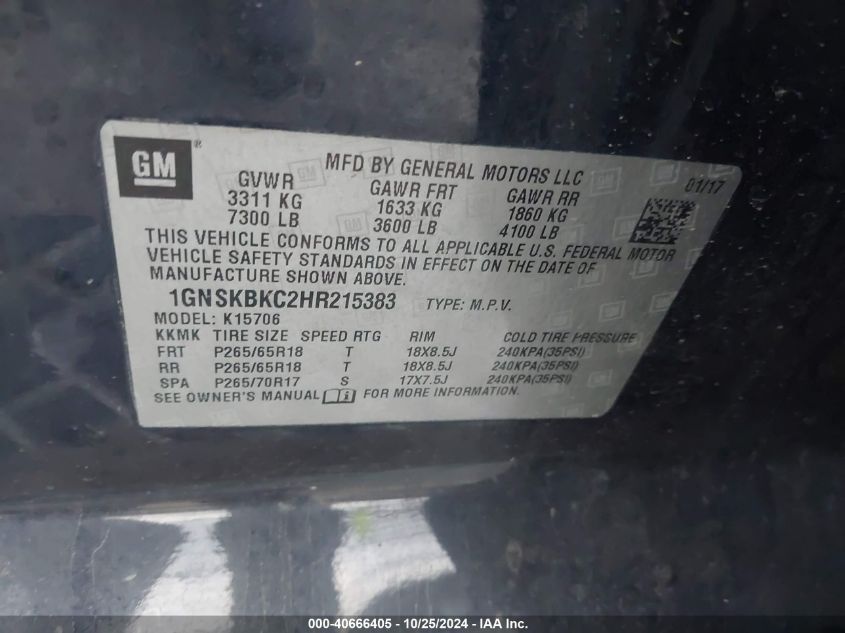 GM ®
MFD BY GENERAL MOTORS LLC
01/17
GVWR GAWR FRT GAWR RR
3311 KG 1633 KG 1860 KG
7300 LB 3600 LB 4100 LB
THIS VEHICLE CONFORMS TO ALL APPLICABLE U.S. FEDERAL MOTOR
VEHICLE SAFETY STANDARDS IN EFFECT ON THE DATE OF
MANUFACTURE SHOWN ABOVE.
1GNSKBKC2HR215383 TYPE: M.P.V.
MODEL: K15706
KKMK TIRE SIZE SPEED RTG RIM COLD TIRE PRESSURE
FRT P265/65R18 T 18X8.5J 240KPA(35PSI)
RR P265/65R18 T 18X8.5J 240KPA(35PSI)
SPA P265/70R17 S 17X7.5J 240KPA(35PSI)
SEE OWNER'S MANUAL FOR MORE INFORMATION.
000-40666405 - 10/25/2024 - IAA Inc.